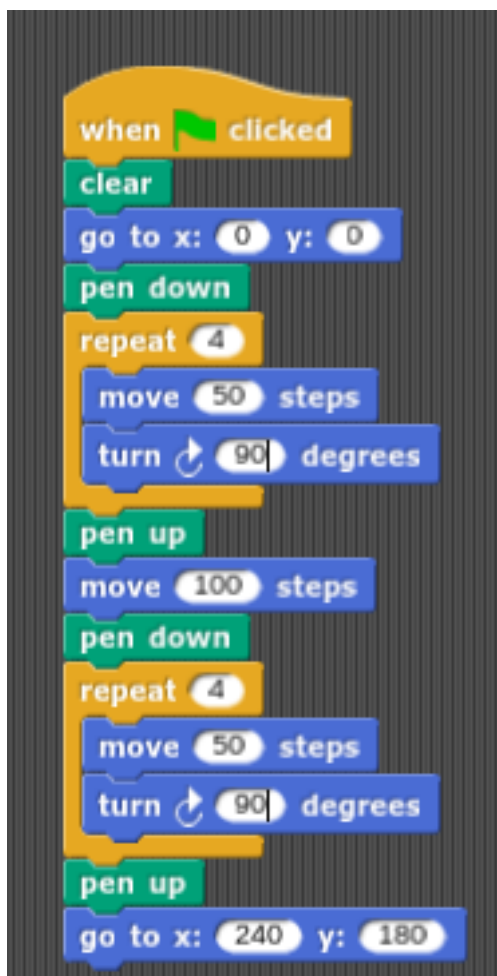 when clicked
clear
go to x: 0 y: 0
pen down
repeat 4
move 50 steps
turn 90 degrees
pen up
move 100 steps
pen down
repeat 4
move 50 steps
turn 90 degrees
pen up
go to x: 240 y: 180